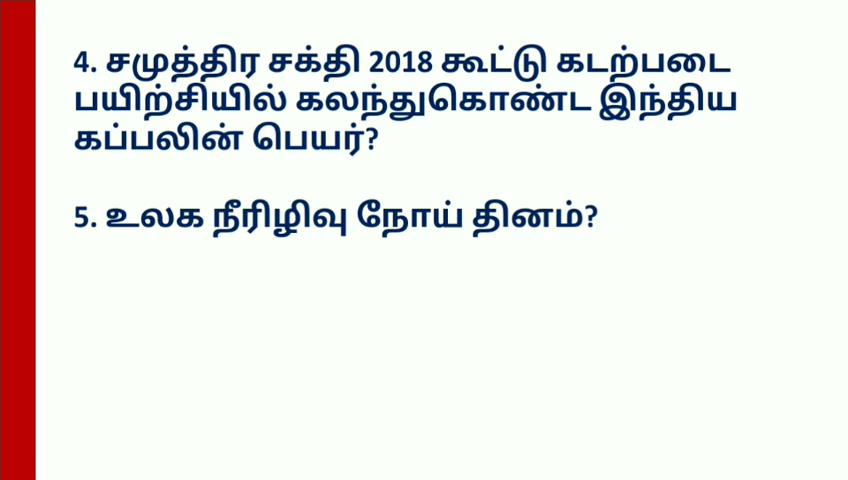 4. சமுத்திர சக்தி 2018 கூட்டு கடற்படை
பயிற்சியில் கலந்துகொண்ட இந்திய
கப்பலின் பெயர்?
5. உலக நீரிழிவு நோய் தினம்?